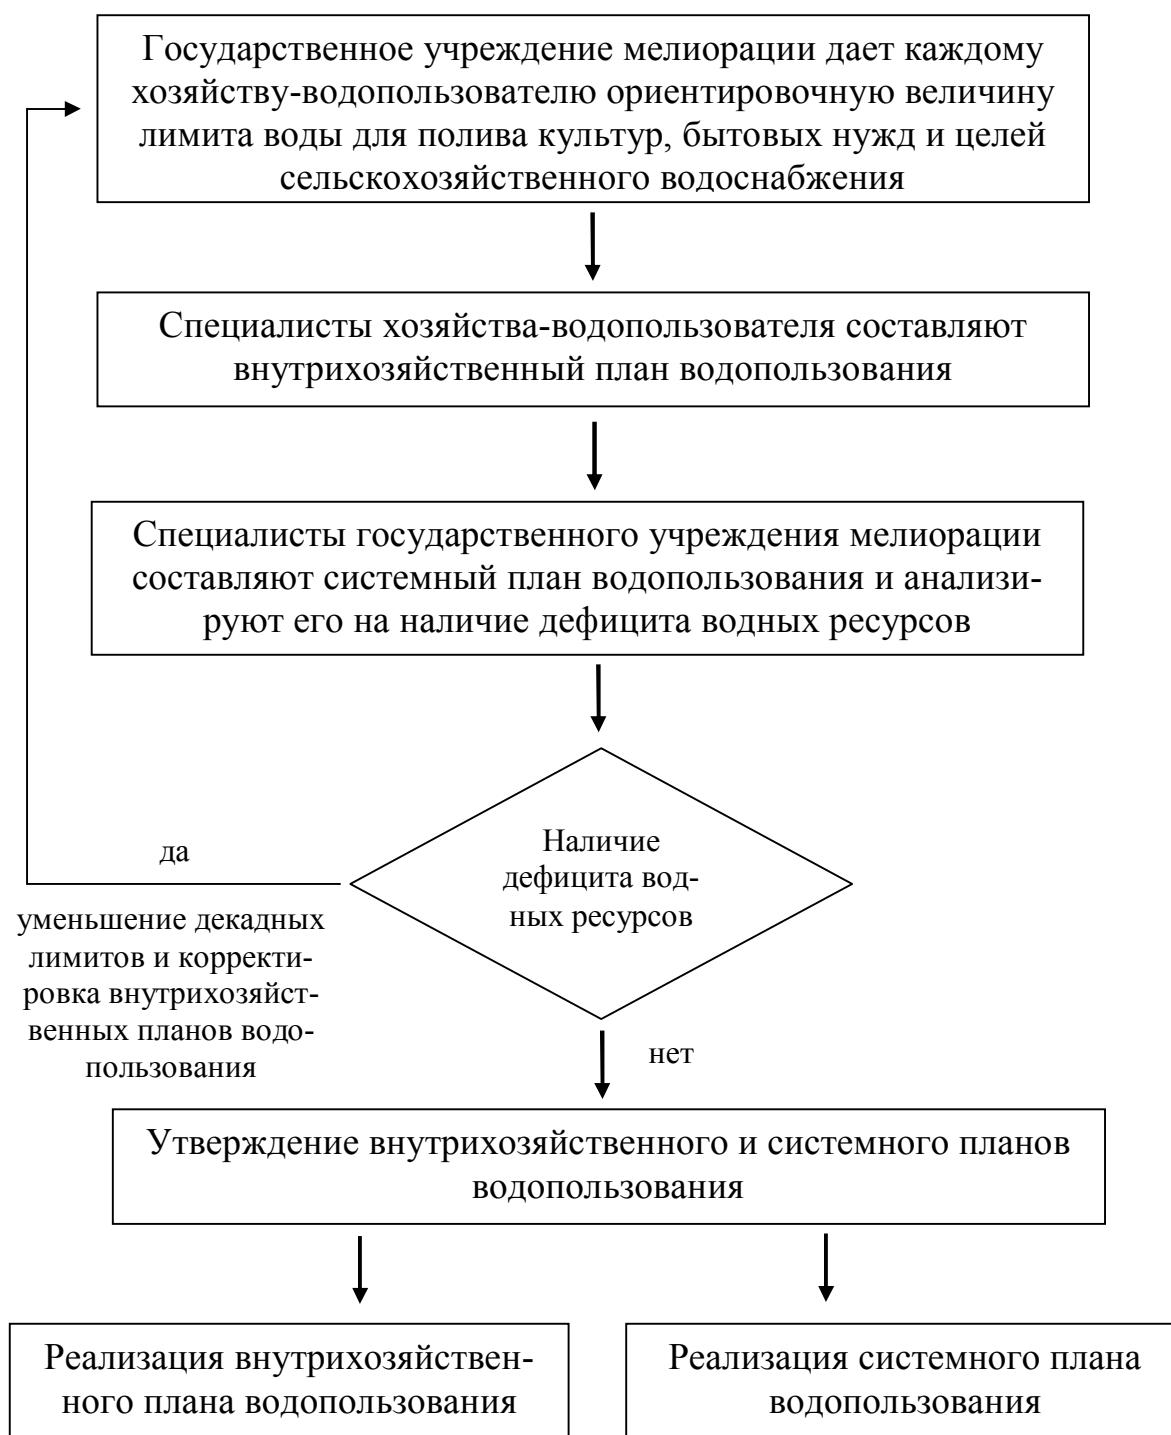 Государственное учреждение мелиорации дает каждому
хозяйству-водопользователю ориентировочную величину
лимита воды для полива культур, бытовых нужд и целей
сельскохозяйственного водоснабжения
Специалисты хозяйства-водопользователя составляют
внутрихозяйственный план водопользования
Специалисты государственного учреждения мелиорации
составляют системный план водопользования и анализи-
руют его на наличие дефицита водных ресурсов
Наличие
дефицита вод-
ных ресурсов
да
уменьшение декадных
лимитов и корректи-
ровка внутрихозяйст-
венных планов водо-
пользования
нет
Утверждение внутрихозяйственного и системного планов
водопользования
Реализация внутрихозяйствен-
ного плана водопользования
Реализация системного плана
водопользования